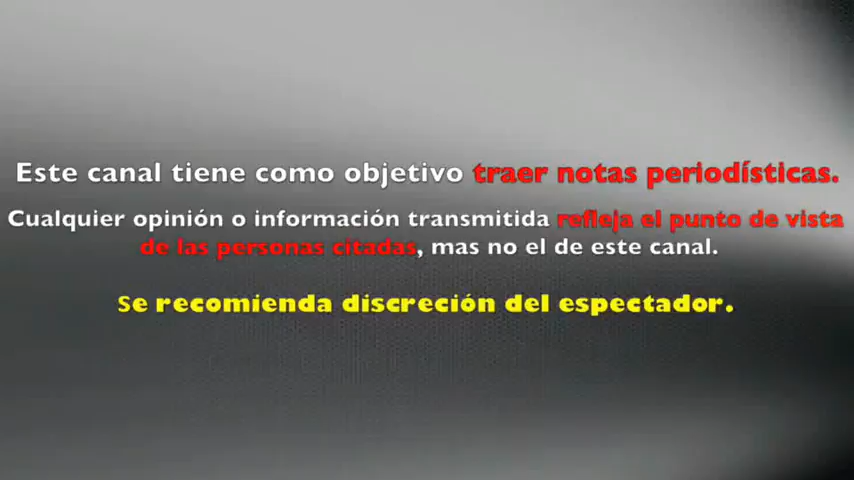 Este canal tiene como objetivo traer notas periodísticas.
Cualquier opinión o información transmitida refleja el punto de vista
de las personas citadas, mas no el de este canal.
Se recomienda discreción del espectador.